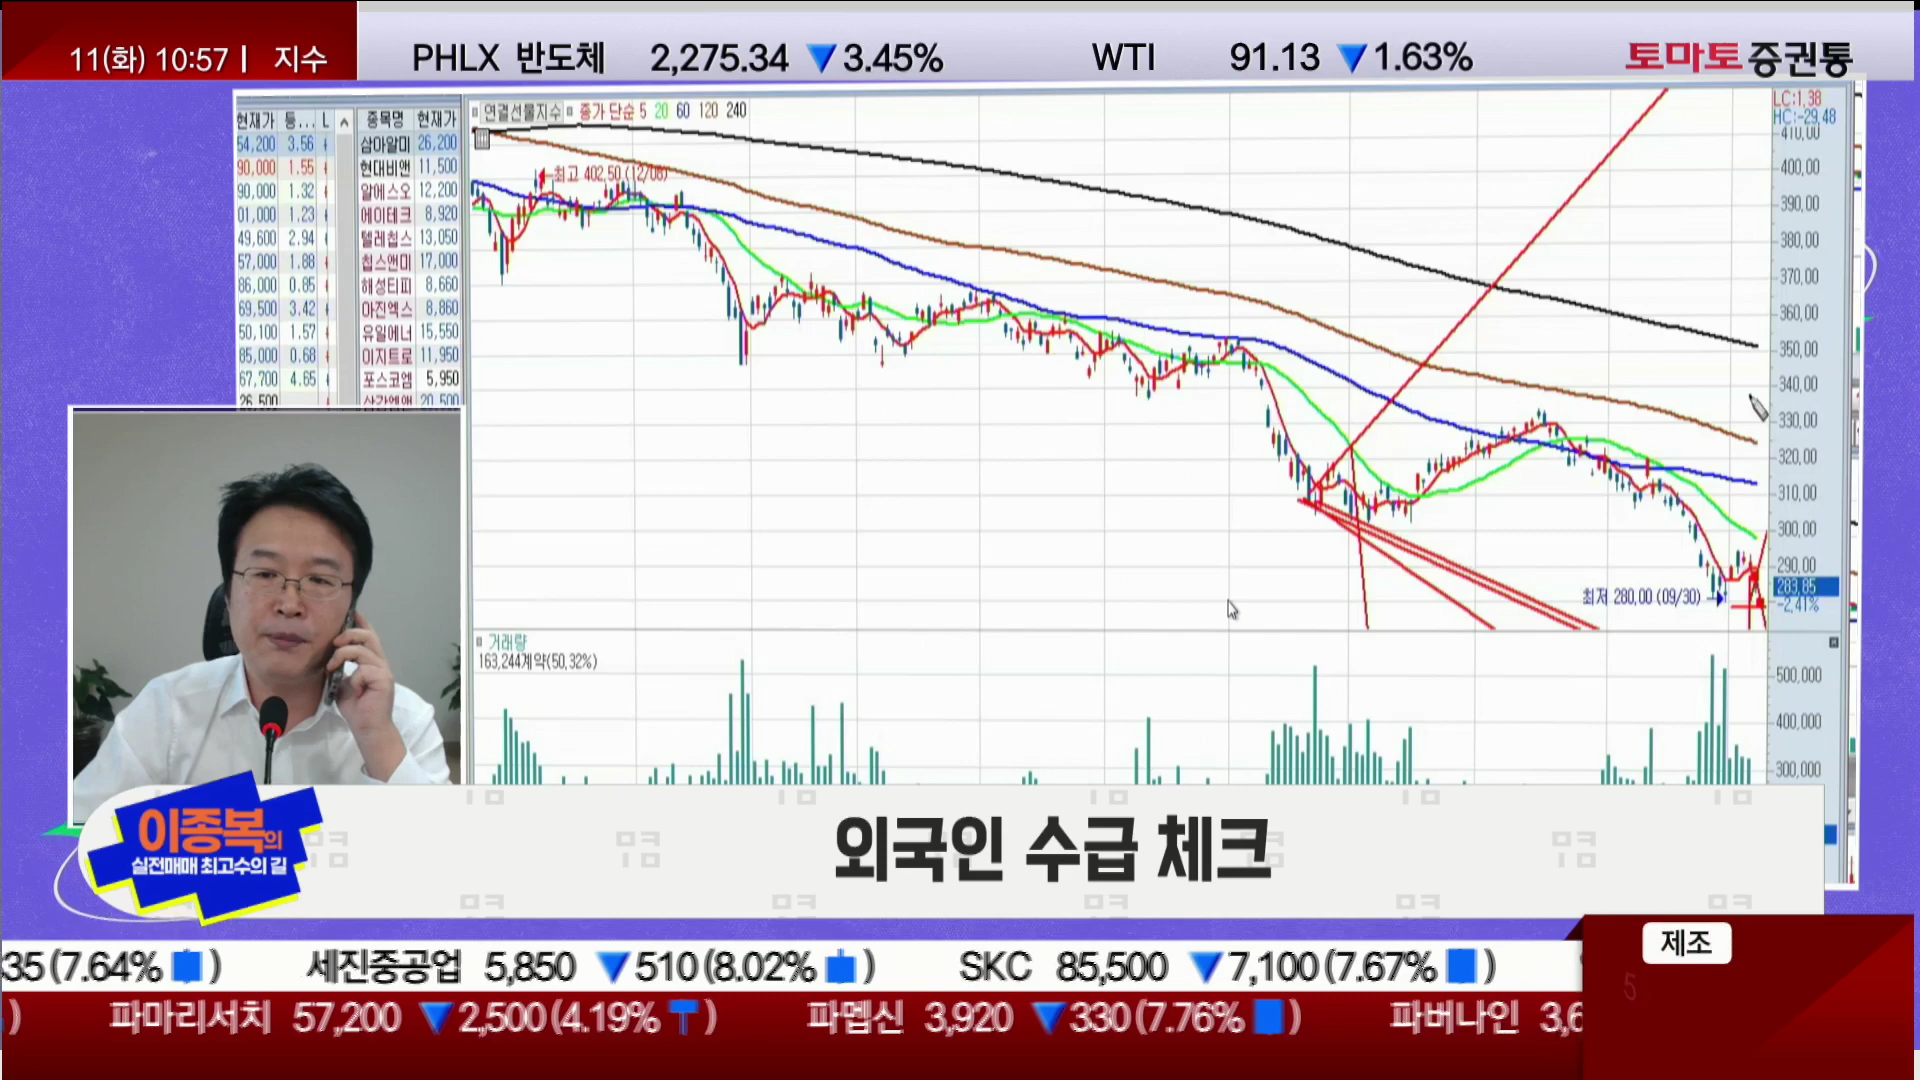 11(화) 10:57 | 지수
PHLX 반도체 2,275.34 ▼ 3.45%
WTI 91.13 ▼ 1.63%
토마토증권통
현재가 등... L
54,200 3.56
90,000 1.55
90,000 1.32
01,000 1.23
49,600 2.94
57,000 1.88
86,000 0.85
69,500 3.42
50,100 1.57
85,000 0.68
67,700 4.65
26,500
종목명 현재가
삼아알미 26,200
현대비앤 11,500
알에스오 12,200
에이테크 8,920
텔레칩스 13,050
칩스앤미 17,000
해성티피 8,660
마진엑스 8,860
유일에너 15,550
이지트로 11,950
포스코엠 5,950
삼강엠앤 20,500
연결선물지수 종가 단순 5 20 60 120 240
최고 402,50 (12/08)
LC:1,38
HC:-29,48
410,00
400,00
390,00
380,00
370,00
360,00
350,00
340,00
330,00
320,00
310,00
300,00
290,00
283,85
-2,41%
최저 280,00 (09/30)
거래량
163,244계약(50,32%)
500,000
400,000
300,000
이종복의
실전매매 최고수의 길
외국인 수급 체크
제조
35(7.64% )
세진중공업 5,850 ▼510(8.02% )
SKC 85,500 ▼7,100(7.67% )
파마리서치 57,200 ▼2,500(4.19% )
파멥신 3,920 ▼330(7.76% )
파버나인 3,6